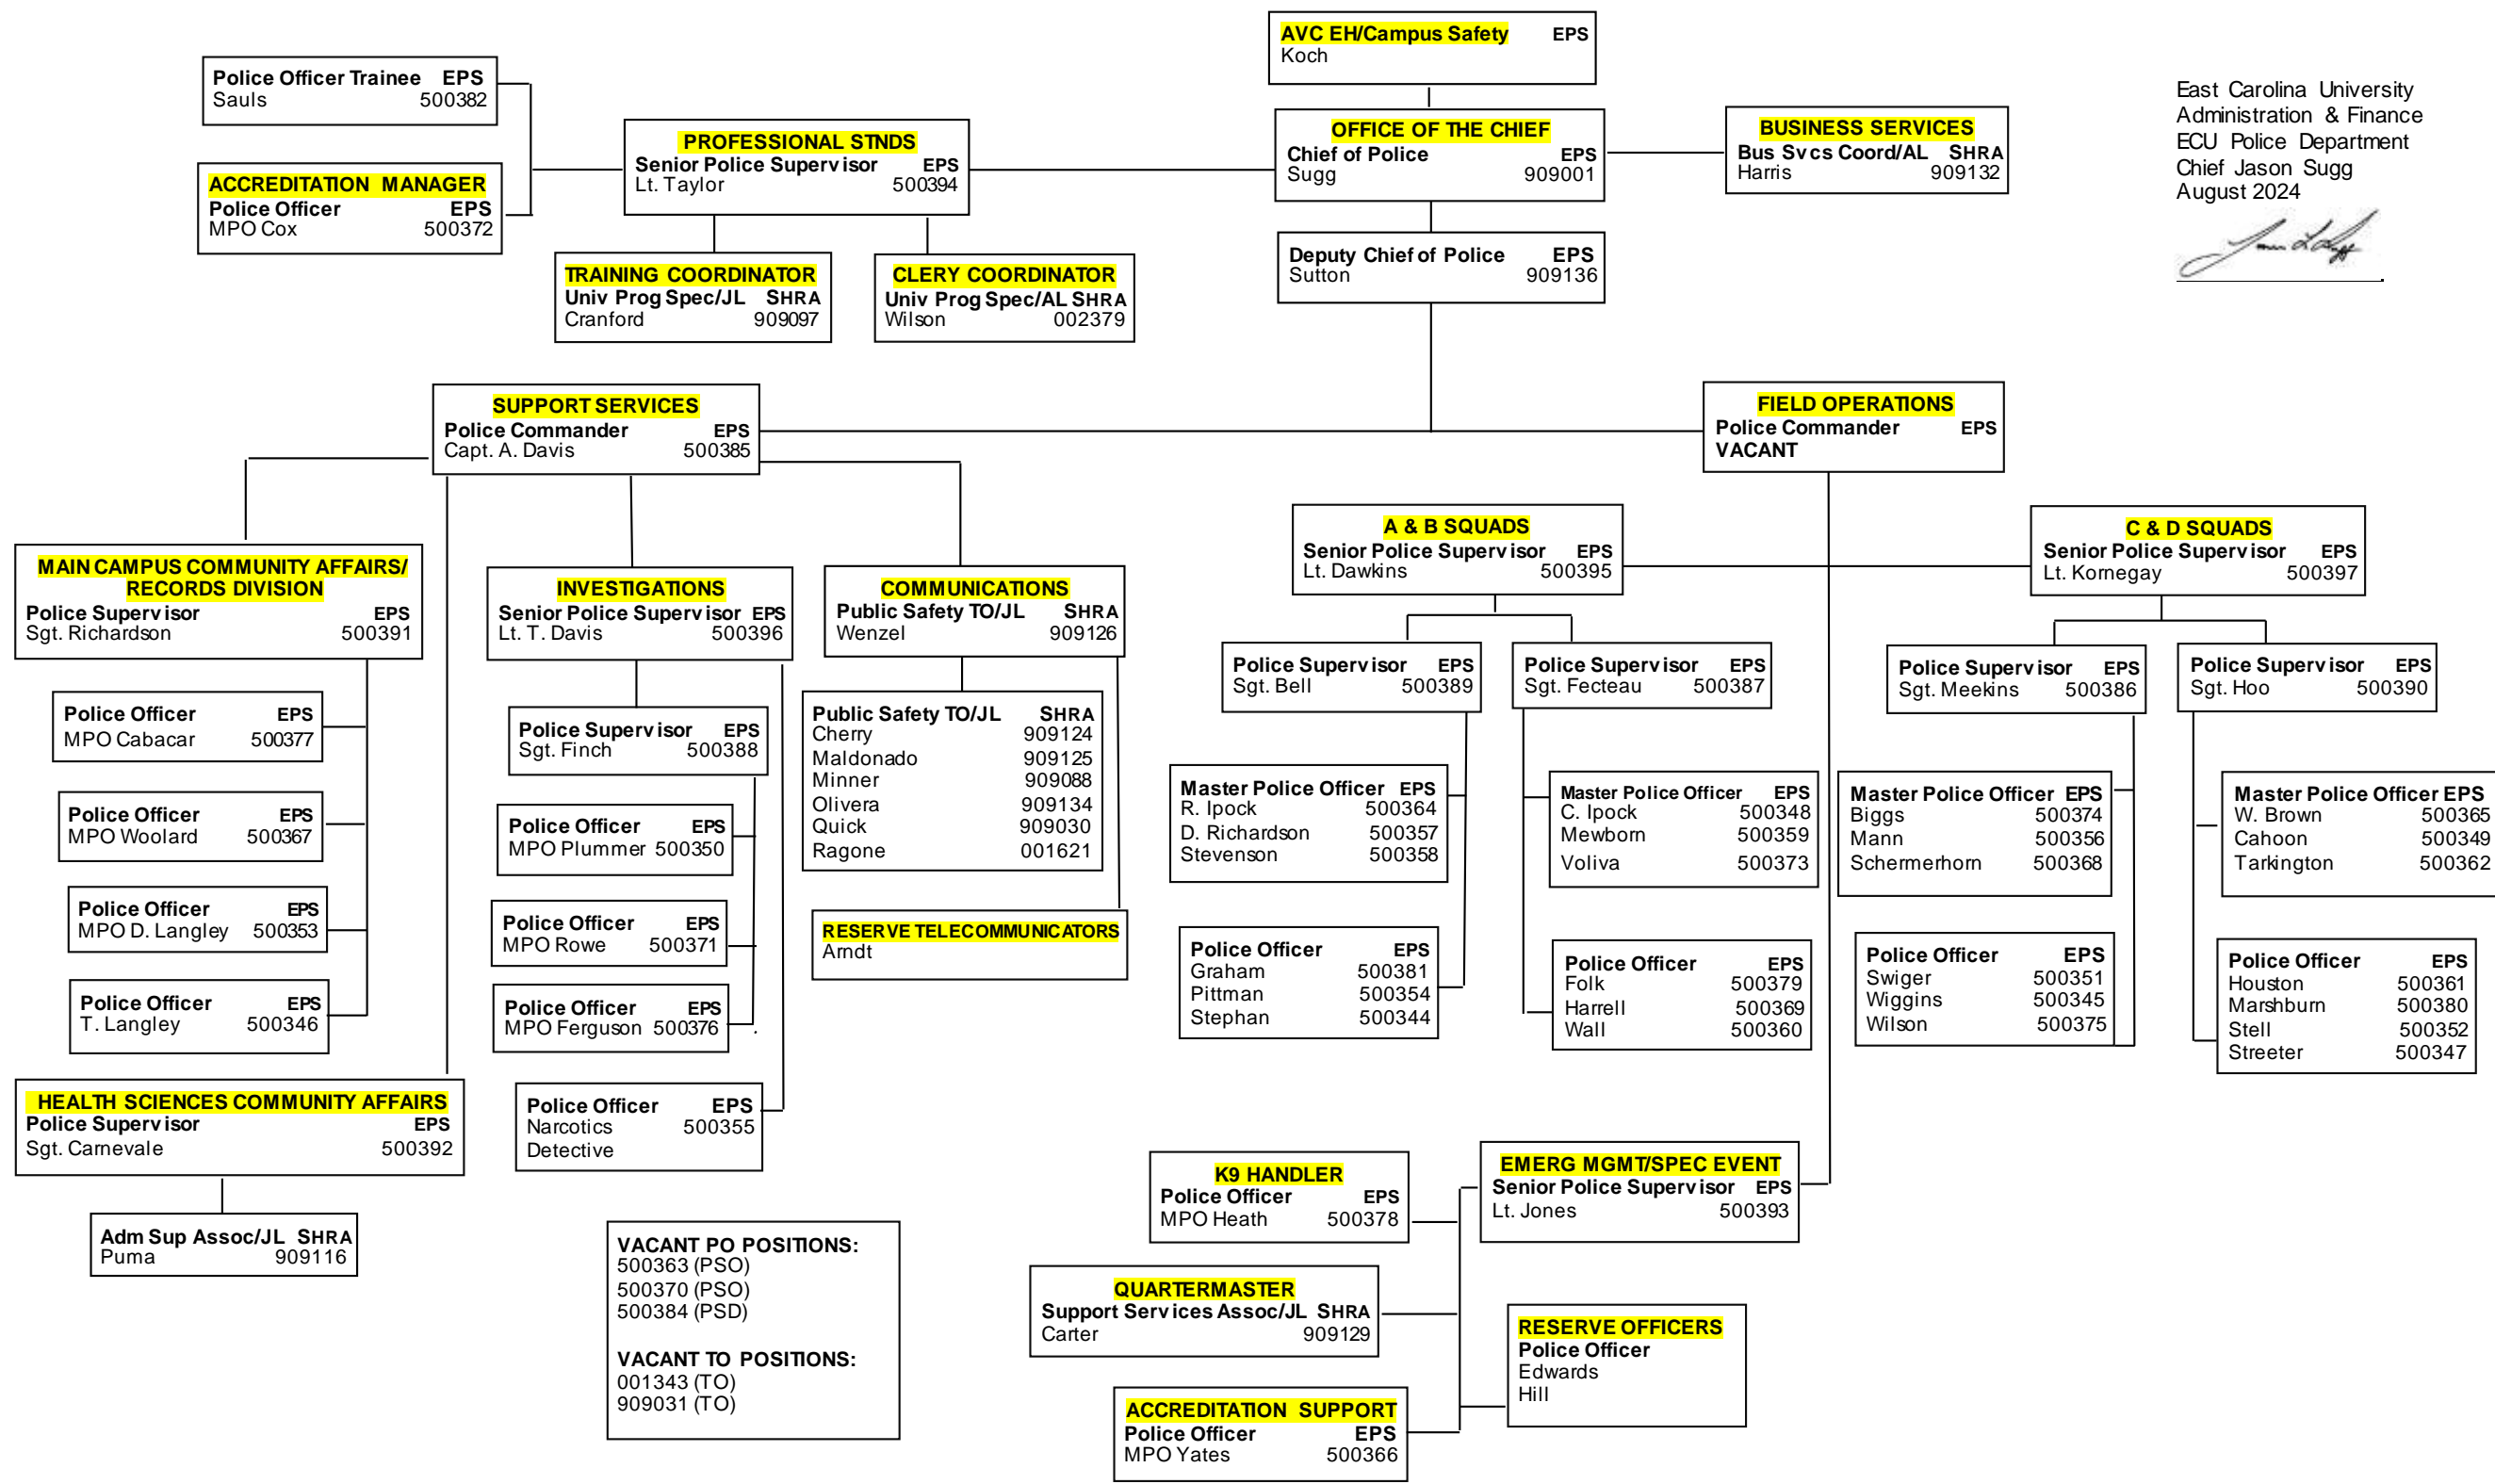 AVC EH/Campus Safety EPS
Koch
East Carolina University
Administration & Finance
ECU Police Department
Chief Jason Sugg
August 2024
Police Officer Trainee EPS
Sauls 500382
ACCREDITATION MANAGER
Police Officer EPS
MPO Cox 500372
PROFESSIONAL STNDS
Senior Police Supervisor EPS
Lt. Taylor 500394
OFFICE OF THE CHIEF
Chief of Police EPS
Sugg 909001
BUSINESS SERVICES
Bus Svcs Coord/AL SHRA
Harris 909132
TRAINING COORDINATOR
Univ Prog Spec/JL SHRA
Cranford 909097
CLERY COORDINATOR
Univ Prog Spec/AL SHRA
Wilson 002379
Deputy Chief of Police EPS
Sutton 909136
SUPPORT SERVICES
Police Commander EPS
Capt. A. Davis 500385
FIELD OPERATIONS
Police Commander EPS
VACANT
MAIN CAMPUS COMMUNITY AFFAIRS/
RECORDS DIVISION
Police Supervisor EPS
Sgt. Richardson 500391
Police Officer EPS
MPO Cabacar 500377
Police Officer EPS
MPO Woolard 500367
Police Officer EPS
MPO D. Langley 500353
Police Officer EPS
T. Langley 500346
HEALTH SCIENCES COMMUNITY AFFAIRS
Police Supervisor EPS
Sgt. Carnevale 500392
Adm Sup Assoc/JL SHRA
Puma 909116
INVESTIGATIONS
Senior Police Supervisor EPS
Lt. T. Davis 500396
Police Supervisor EPS
Sgt. Finch 500388
Police Officer EPS
MPO Plummer 500350
Police Officer EPS
MPO Rowe 500371
Police Officer EPS
MPO Ferguson 500376
Police Officer EPS
Narcotics 500355
Detective
COMMUNICATIONS
Public Safety TO/JL SHRA
Wenzel 909126
Public Safety TO/JL SHRA
Cherry 909124
Maldonado 909125
Minner 909088
Olivera 909134
Quick 909030
Ragone 001621
RESERVE TELECOMMUNICATORS
Arndt
VACANT PO POSITIONS:
500363 (PSO)
500370 (PSO)
500384 (PSD)
VACANT TO POSITIONS:
001343 (TO)
909031 (TO)
A & B SQUADS
Senior Police Supervisor EPS
Lt. Dawkins 500395
Police Supervisor EPS
Sgt. Bell 500389
Master Police Officer EPS
R. Ipock 500364
D. Richardson 500357
Stevenson 500358
Police Officer EPS
Graham 500381
Pittman 500354
Stephan 500344
Police Supervisor EPS
Sgt. Fecteau 500387
Master Police Officer EPS
C. Ipock 500348
Mewborn 500359
Voliva 500373
Police Officer EPS
Folk 500379
Harrell 500369
Wall 500360
C & D SQUADS
Senior Police Supervisor EPS
Lt. Kornegay 500397
Police Supervisor EPS
Sgt. Meekins 500386
Master Police Officer EPS
Biggs 500374
Mann 500356
Schermerhorn 500368
Police Officer EPS
Swiger 500351
Wiggins 500345
Wilson 500375
Police Supervisor EPS
Sgt. Hoo 500390
Master Police Officer EPS
W. Brown 500365
Cahoon 500349
Tarkington 500362
Police Officer EPS
Houston 500361
Marshburn 500380
Stell 500352
Streeter 500347
K9 HANDLER
Police Officer EPS
MPO Heath 500378
EMERG MGMT/SPEC EVENT
Senior Police Supervisor EPS
Lt. Jones 500393
QUARTERMASTER
Support Services Assoc/JL SHRA
Carter 909129
RESERVE OFFICERS
Police Officer
Edwards
Hill
ACCREDITATION SUPPORT
Police Officer EPS
MPO Yates 500366